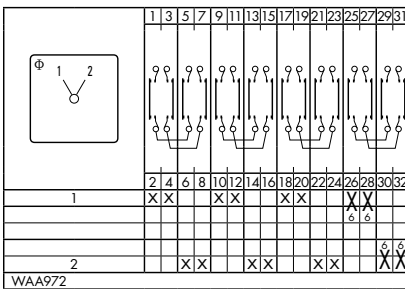 1 3 5 7 9 11 13 15 17 19 21 23 25 27 29 31
Φ 1 2
2 4 6 8 10 12 14 16 18 20 22 24 26 28 30 32
1 X X X X X X X X
6 6
6 6
2 X X X X X X X X
WAA972